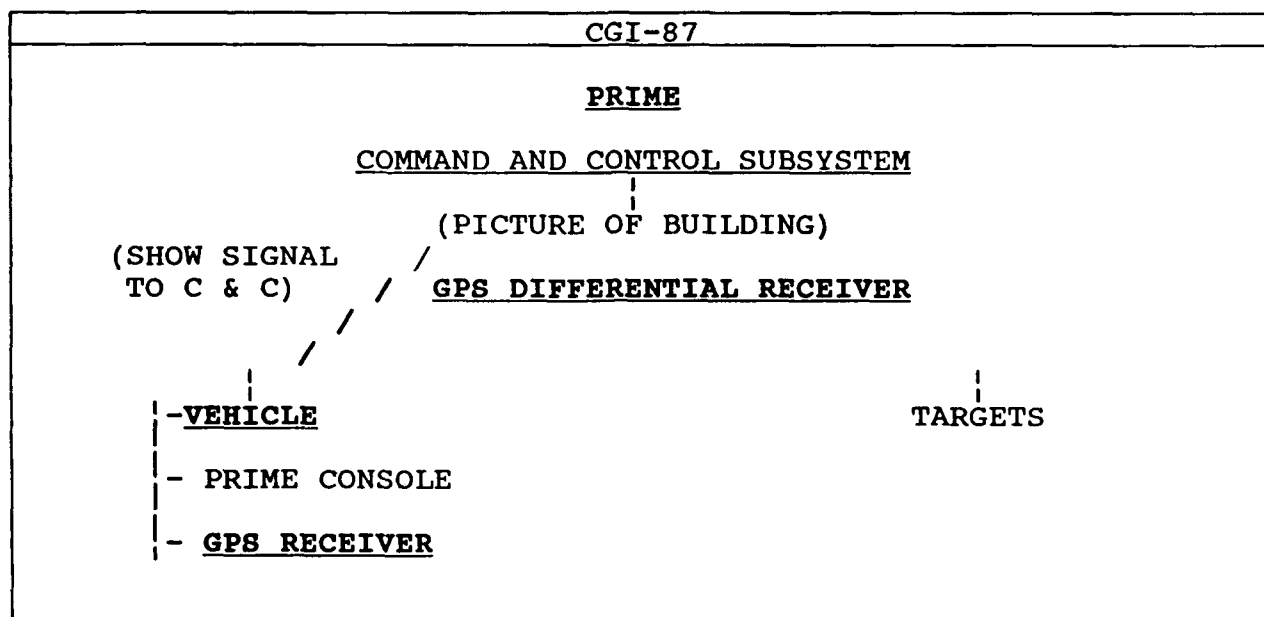 CGI-87
PRIME
COMMAND AND CONTROL SUBSYSTEM
(PICTURE OF BUILDING)
(SHOW SIGNAL
TO C & C)
GPS DIFFERENTIAL RECEIVER
-VEHICLE
TARGETS
- PRIME CONSOLE
- GPS RECEIVER